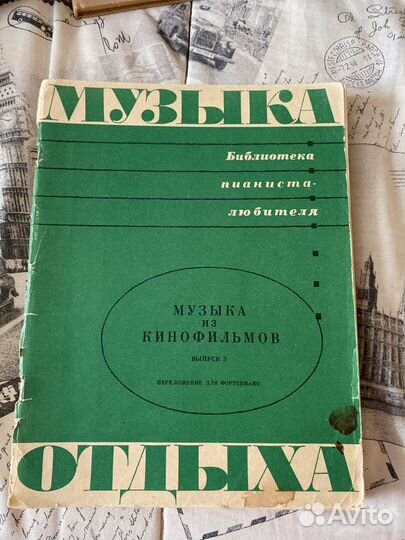 МУЗЫКА
Библиотека
пианиста-
любителя
МУЗЫКА
ИЗ
КИНОФИЛЬМОВ
ВЫПУСК 3
ПЕРЕЛОЖЕНИЕ ДЛЯ ФОРТЕПИАНО
ОТДЫХА
Avito